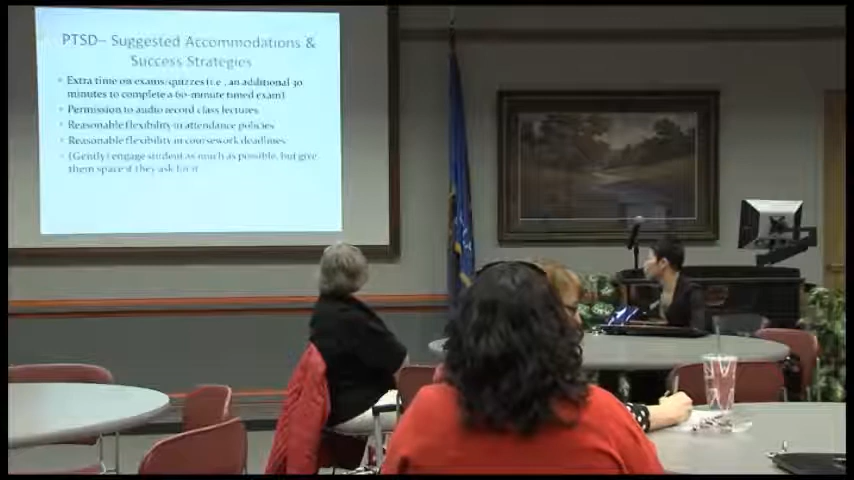 PTSD– Suggested Accommodations &
Success Strategies
Extra time on exams/quizzes (i.e., an additional 30
minutes to complete a 60-minute timed exam)
Permission to audio record class lectures
Reasonable flexibility in attendance policies
Reasonable flexibility in coursework deadlines
(Gently) engage student as much as possible, but give
them space if they ask for it